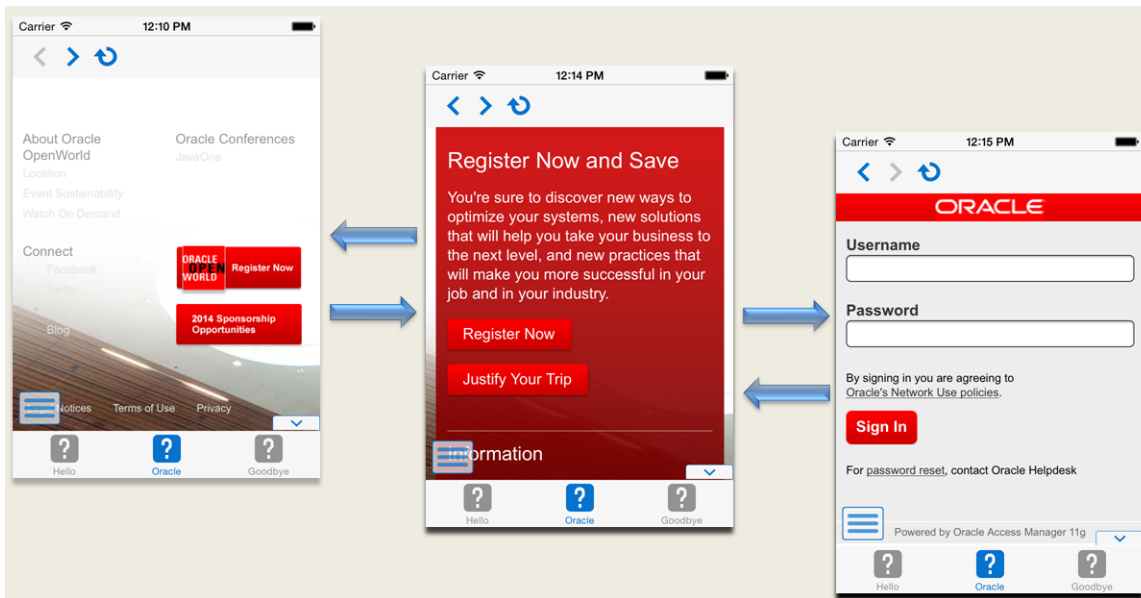 Carrier 12:10 PM
About Oracle
OpenWorld
Location
Event Sustainability
Watch On Demand
Oracle Conferences
JavaOne
Connect
Facebook
Twitter
Blog
ORACLE
OPEN
WORLD
Register Now
2014 Sponsorship
Opportunities
Notices Terms of Use Privacy
? ? ?
Hello Oracle Goodbye
Carrier 12:14 PM
Register Now and Save
You're sure to discover new ways to
optimize your systems, new solutions
that will help you take your business to
the next level, and new practices that
will make you more successful in your
job and in your industry.
Register Now
Justify Your Trip
Information
? ? ?
Hello Oracle Goodbye
Carrier 12:15 PM
ORACLE
Username
Password
By signing in you are agreeing to
Oracle's Network Use policies.
Sign In
For password reset, contact Oracle Helpdesk
Powered by Oracle Access Manager 11g
? ? ?
Hello Oracle Goodbye